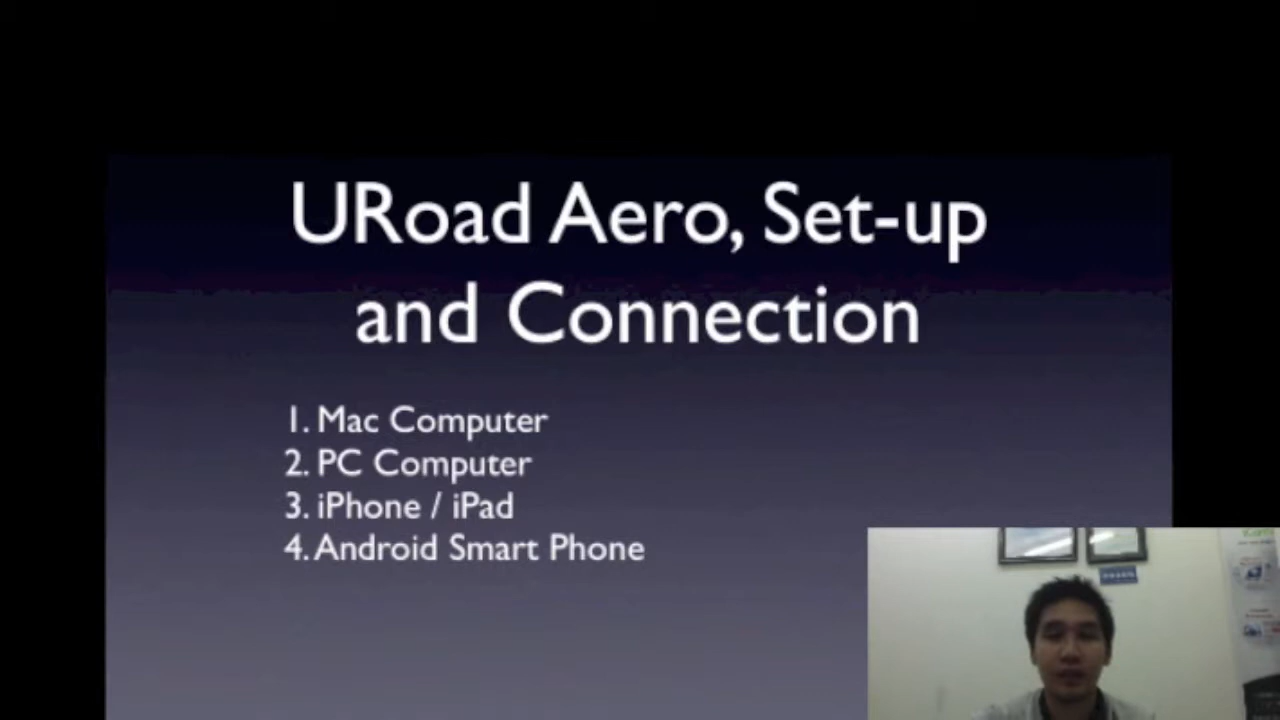 URoad Aero, Set-up
and Connection
1. Mac Computer
2. PC Computer
3. iPhone / iPad
4. Android Smart Phone